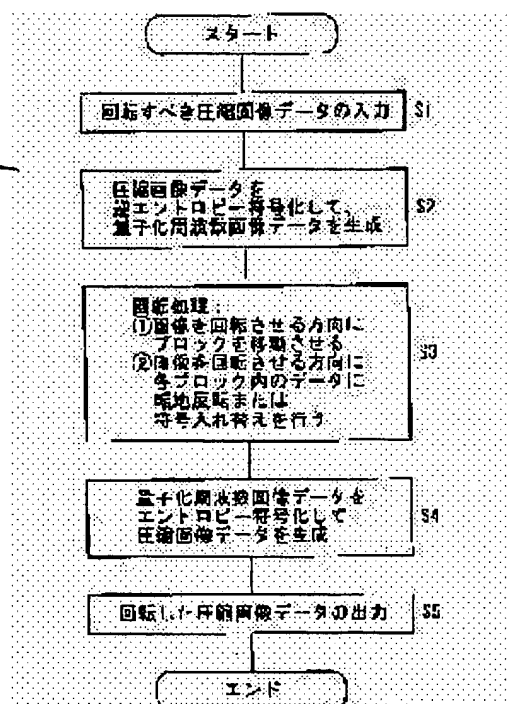 スタート
回転すべき圧縮画像データの入力 S1
圧縮画像データを S2
逆エントロピー符号化して、
量子化周波数画像データを生成
回転処理:
①画像を回転させる方向に
ブロックを移動させる S3
②画像を回転させる方向に
各ブロック内のデータに
番地反転または
符号入れ替えを行う
量子化周波数画像データを
エントロピー符号化して S4
圧縮画像データを生成
回転した圧縮画像データの出力 S5
エンド